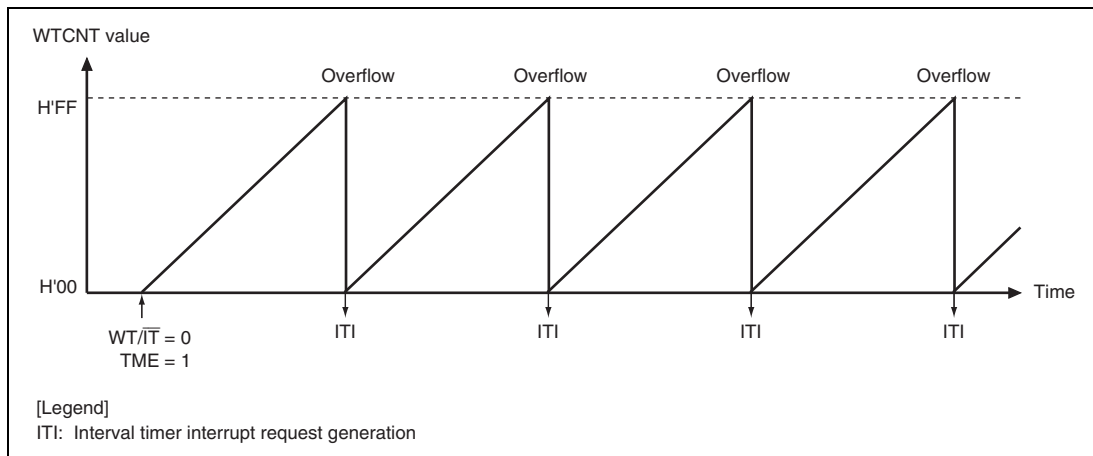 WTCNT value
Overflow Overflow Overflow Overflow
H'FF
H'00
Time
WT/I̅T̅ = 0
TME = 1
ITI ITI ITI ITI
[Legend]
ITI: Interval timer interrupt request generation